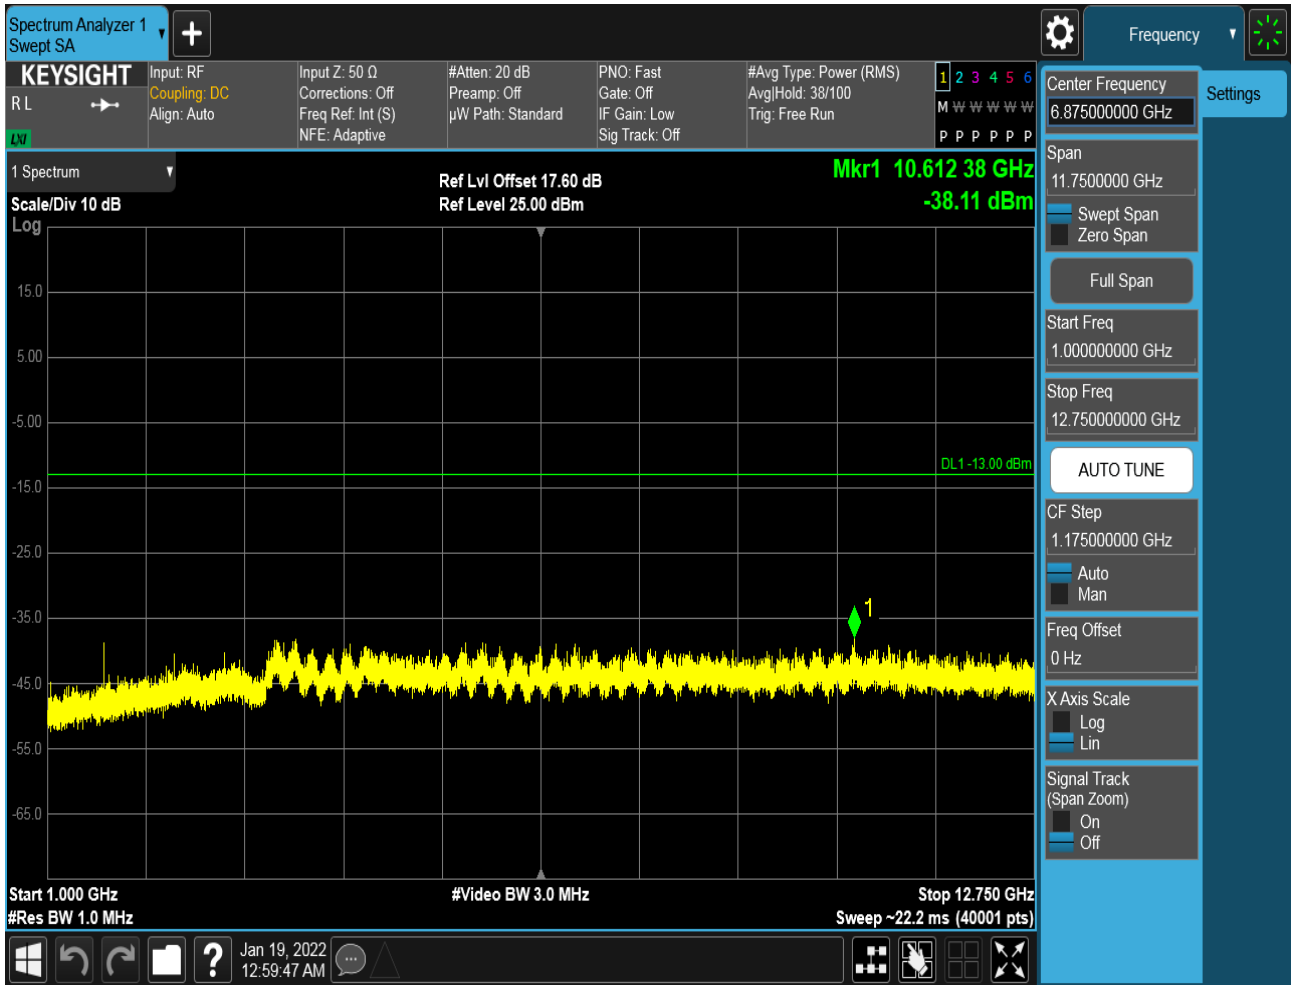 Spectrum Analyzer 1
Swept SA
Frequency
KEYSIGHT
R L
LXI
Input: RF
Coupling: DC
Align: Auto
Input Z: 50 Ω
Corrections: Off
Freq Ref: Int (S)
NFE: Adaptive
#Atten: 20 dB
Preamp: Off
µW Path: Standard
PNO: Fast
Gate: Off
IF Gain: Low
Sig Track: Off
#Avg Type: Power (RMS)
Avg|Hold: 38/100
Trig: Free Run
1 2 3 4 5 6
M W W W W W
P P P P P P
1 Spectrum
Scale/Div 10 dB
Log
Ref Lvl Offset 17.60 dB
Ref Level 25.00 dBm
Mkr1 10.612 38 GHz
-38.11 dBm
15.0
5.00
-5.00
DL1 -13.00 dBm
-15.0
-25.0
-35.0
1
-45.0
-55.0
-65.0
Start 1.000 GHz
#Res BW 1.0 MHz
#Video BW 3.0 MHz
Stop 12.750 GHz
Sweep ~22.2 ms (40001 pts)
?
Jan 19, 2022
12:59:47 AM
Center Frequency
6.875000000 GHz
Settings
Span
11.7500000 GHz
Swept Span
Zero Span
Full Span
Start Freq
1.000000000 GHz
Stop Freq
12.750000000 GHz
AUTO TUNE
CF Step
1.175000000 GHz
Auto
Man
Freq Offset
0 Hz
X Axis Scale
Log
Lin
Signal Track
(Span Zoom)
On
Off